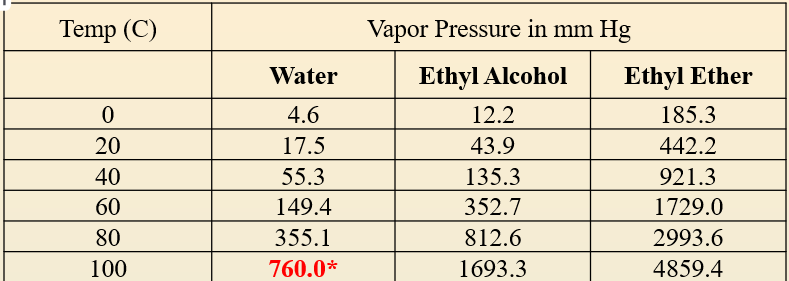 Temp (C) Vapor Pressure in mm Hg
Water Ethyl Alcohol Ethyl Ether
0 4.6 12.2 185.3
20 17.5 43.9 442.2
40 55.3 135.3 921.3
60 149.4 352.7 1729.0
80 355.1 812.6 2993.6
100 760.0* 1693.3 4859.4